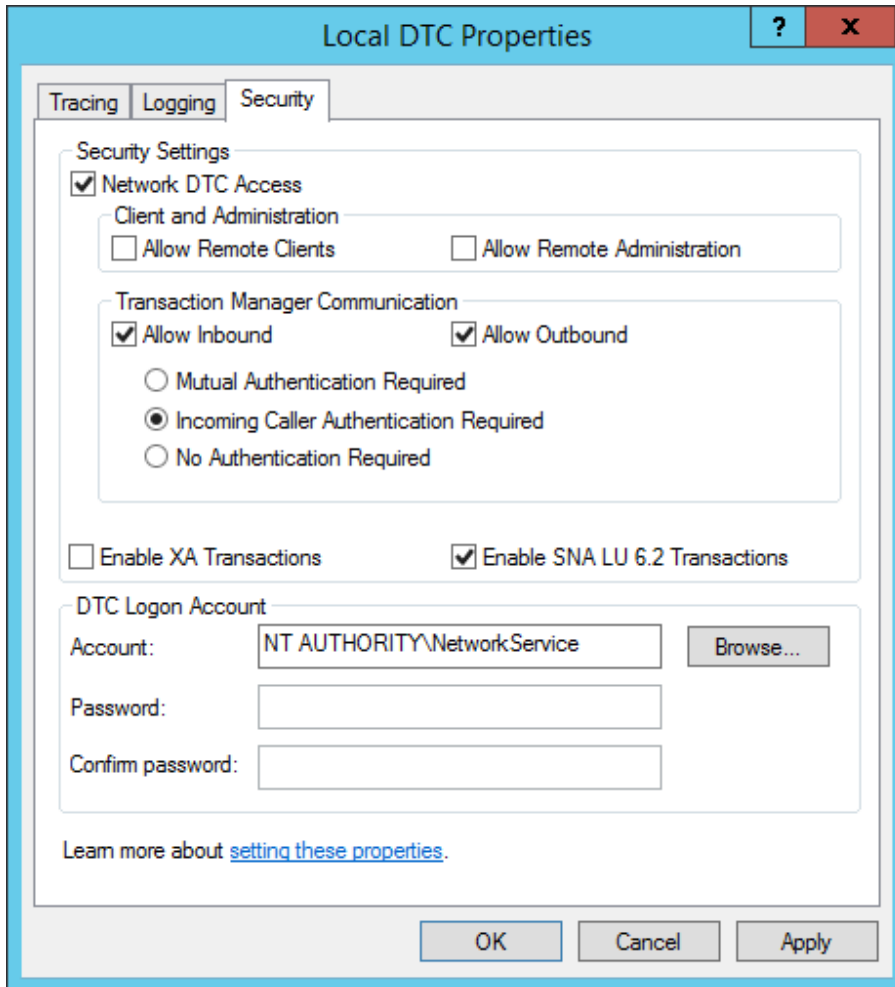 Local DTC Properties
? x
Tracing Logging Security
Security Settings
Network DTC Access
Client and Administration
Allow Remote Clients Allow Remote Administration
Transaction Manager Communication
Allow Inbound Allow Outbound
Mutual Authentication Required
Incoming Caller Authentication Required
No Authentication Required
Enable XA Transactions Enable SNA LU 6.2 Transactions
DTC Logon Account
Account: NT AUTHORITY\NetworkService Browse...
Password:
Confirm password:
Learn more about setting these properties.
OK Cancel Apply